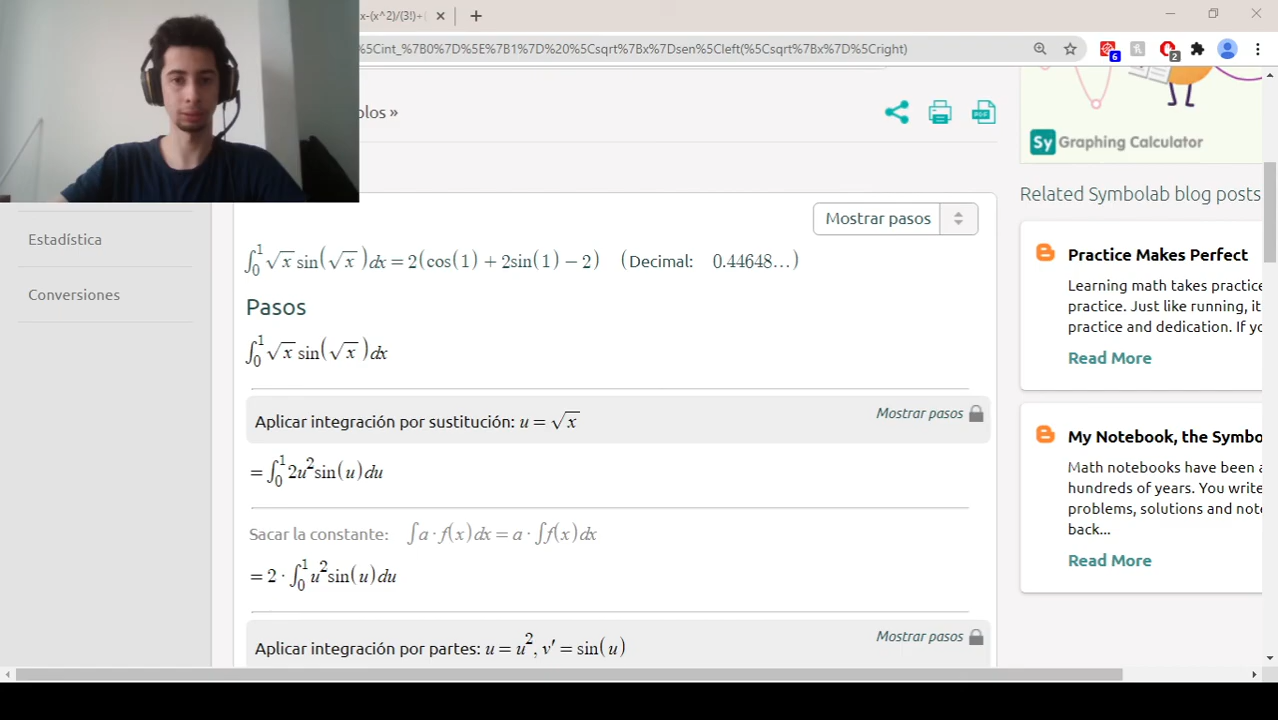 x-(x^2)/(3!)+(
%5Cint_%7B0%7D%5E%7B1%7D%20%5Csqrt%7Bx%7Dsen%5Cleft(%5Csqrt%7Bx%7D%5Cright)
6
2
olos »
PDF
Sy Graphing Calculator
Related Symbolab blog posts
Estadística
Conversiones
Mostrar pasos
∫₀¹ √x sin(√x) dx = 2(cos(1) + 2sin(1) − 2) (Decimal: 0.44648...)
Pasos
∫₀¹ √x sin(√x) dx
Aplicar integración por sustitución: u = √x
Mostrar pasos
= ∫₀¹ 2u² sin(u) du
Sacar la constante: ∫a · f(x)dx = a · ∫f(x)dx
= 2 · ∫₀¹ u² sin(u) du
Aplicar integración por partes: u = u², v′ = sin(u)
Mostrar pasos
Practice Makes Perfect
Learning math takes practice
practice. Just like running, it
practice and dedication. If yo
Read More
My Notebook, the Symbo
Math notebooks have been a
hundreds of years. You write
problems, solutions and note
back...
Read More